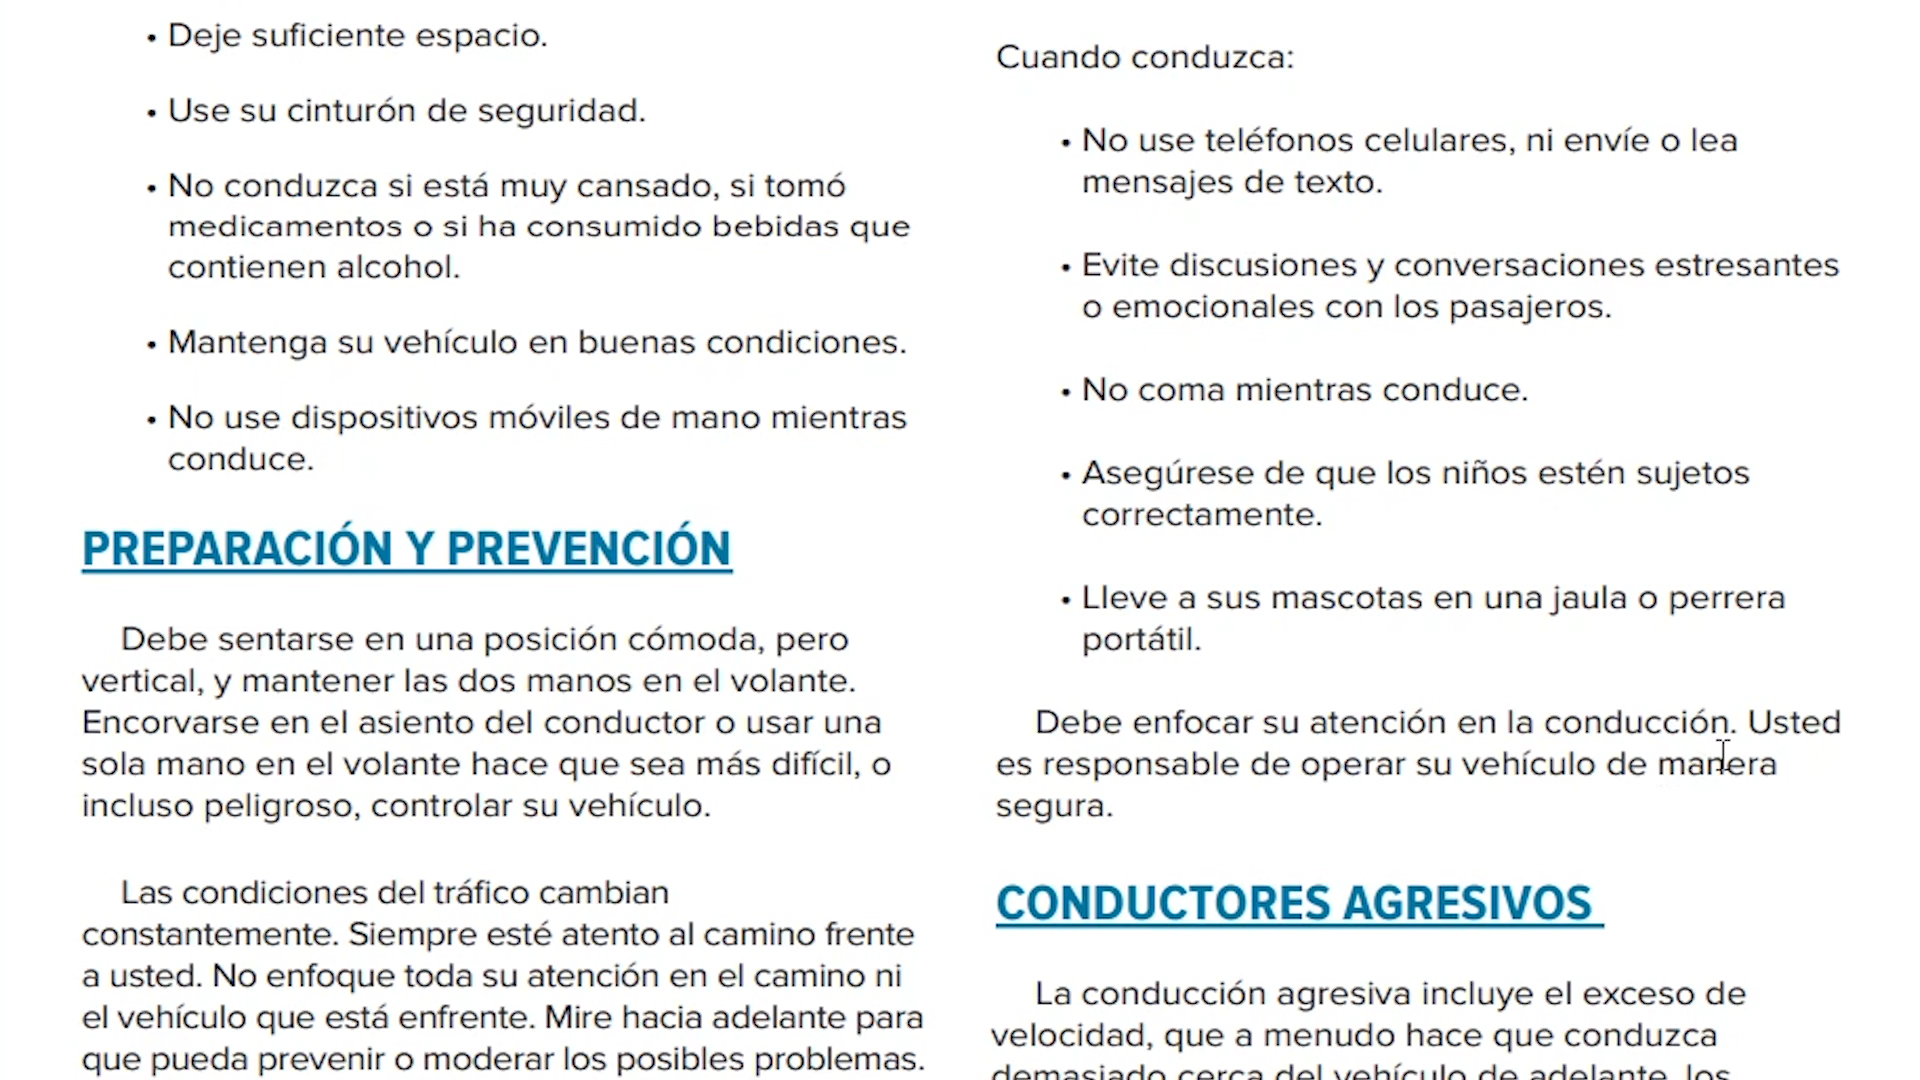 • Deje suficiente espacio.
• Use su cinturón de seguridad.
• No conduzca si está muy cansado, si tomó
medicamentos o si ha consumido bebidas que
contienen alcohol.
• Mantenga su vehículo en buenas condiciones.
• No use dispositivos móviles de mano mientras
conduce.
PREPARACIÓN Y PREVENCIÓN
Debe sentarse en una posición cómoda, pero
vertical, y mantener las dos manos en el volante.
Encorvarse en el asiento del conductor o usar una
sola mano en el volante hace que sea más difícil, o
incluso peligroso, controlar su vehículo.
Las condiciones del tráfico cambian
constantemente. Siempre esté atento al camino frente
a usted. No enfoque toda su atención en el camino ni
el vehículo que está enfrente. Mire hacia adelante para
que pueda prevenir o moderar los posibles problemas.
Cuando conduzca:
• No use teléfonos celulares, ni envíe o lea
mensajes de texto.
• Evite discusiones y conversaciones estresantes
o emocionales con los pasajeros.
• No coma mientras conduce.
• Asegúrese de que los niños estén sujetos
correctamente.
• Lleve a sus mascotas en una jaula o perrera
portátil.
Debe enfocar su atención en la conducción. Usted
es responsable de operar su vehículo de manera
segura.
CONDUCTORES AGRESIVOS
La conducción agresiva incluye el exceso de
velocidad, que a menudo hace que conduzca
demasiado cerca del vehículo de adelante, los